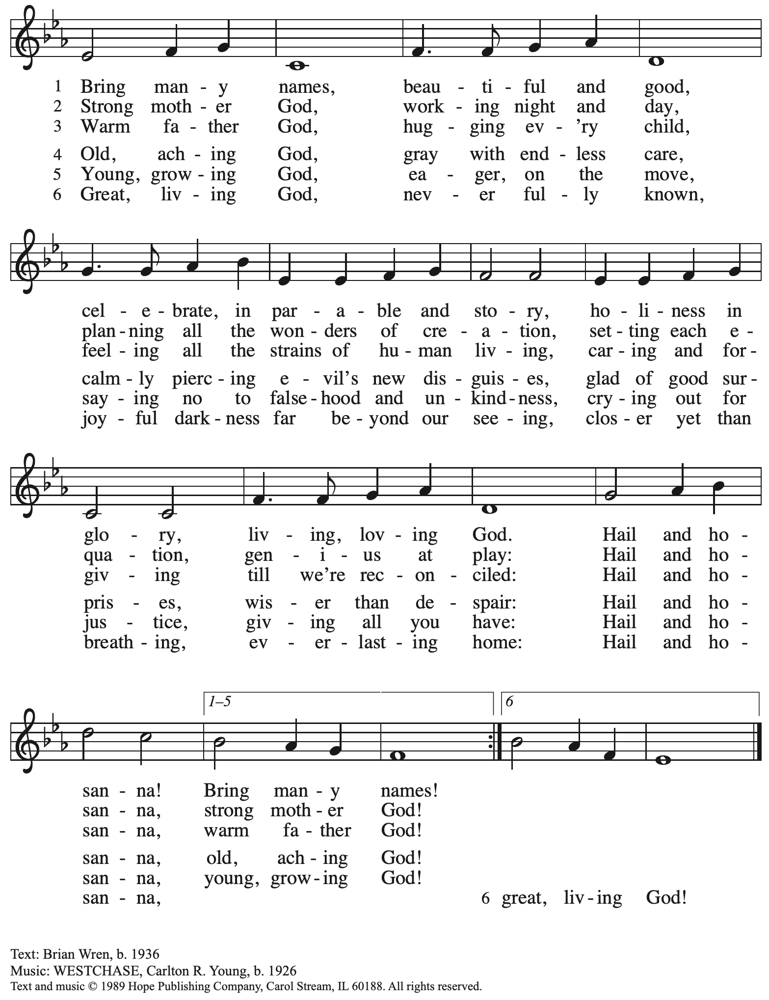 1 Bring man - y names, beau - ti - ful and good,
2 Strong moth - er God, work - ing night and day,
3 Warm fa - ther God, hug - ging ev - ’ry child,
4 Old, ach - ing God, gray with end - less care,
5 Young, grow - ing God, ea - ger, on the move,
6 Great, liv - ing God, nev - er ful - ly known,
cel - e - brate, in par - a - ble and sto - ry, ho - li - ness in
plan - ning all the won - ders of cre - a - tion, set - ting each e -
feel - ing all the strains of hu - man liv - ing, car - ing and for -
calm - ly pierc - ing e - vil’s new dis - guis - es, glad of good sur -
say - ing no to false - hood and un - kind - ness, cry - ing out for
joy - ful dark - ness far be - yond our see - ing, clos - er yet than
glo - ry, liv - ing, lov - ing God. Hail and ho -
qua - tion, gen - i - us at play: Hail and ho -
giv - ing till we’re rec - on - ciled: Hail and ho -
pris - es, wis - er than de - spair: Hail and ho -
jus - tice, giv - ing all you have: Hail and ho -
breath - ing, ev - er - last - ing home: Hail and ho -
1–5 6
san - na! Bring man - y names!
san - na, strong moth - er God!
san - na, warm fa - ther God!
san - na, old, ach - ing God!
san - na, young, grow - ing God!
san - na, 6 great, liv - ing God!
Text: Brian Wren, b. 1936
Music: WESTCHASE, Carlton R. Young, b. 1926
Text and music © 1989 Hope Publishing Company, Carol Stream, IL 60188. All rights reserved.